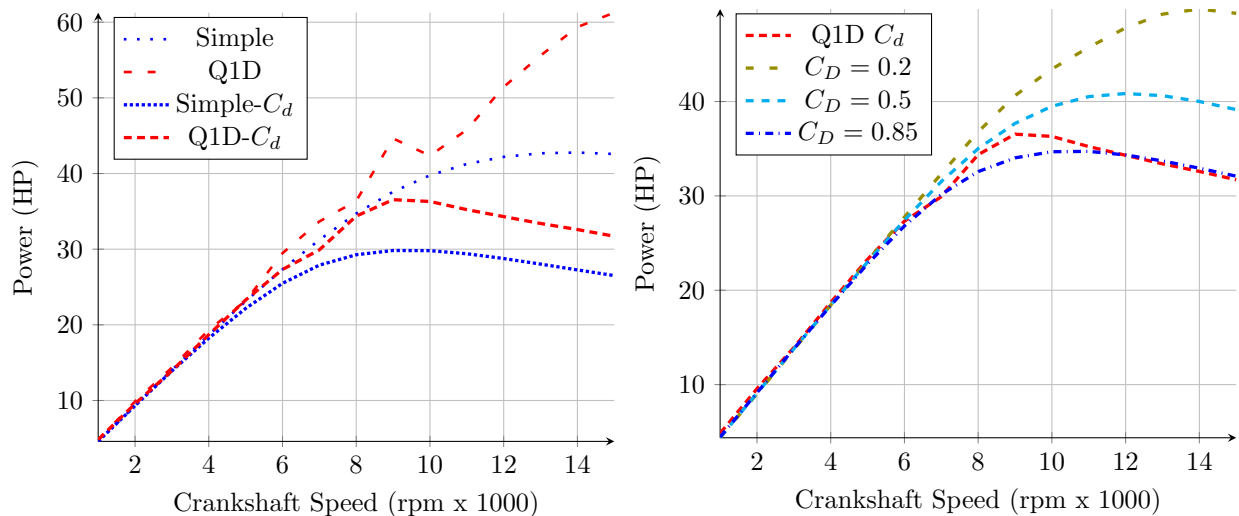 60
50
40
30
20
10
Power (HP)
Simple
Q1D
Simple-$C_d$
Q1D-$C_d$
2 4 6 8 10 12 14
Crankshaft Speed (rpm x 1000)
40
30
20
10
Power (HP)
Q1D $C_d$
$C_D = 0.2$
$C_D = 0.5$
$C_D = 0.85$
2 4 6 8 10 12 14
Crankshaft Speed (rpm x 1000)